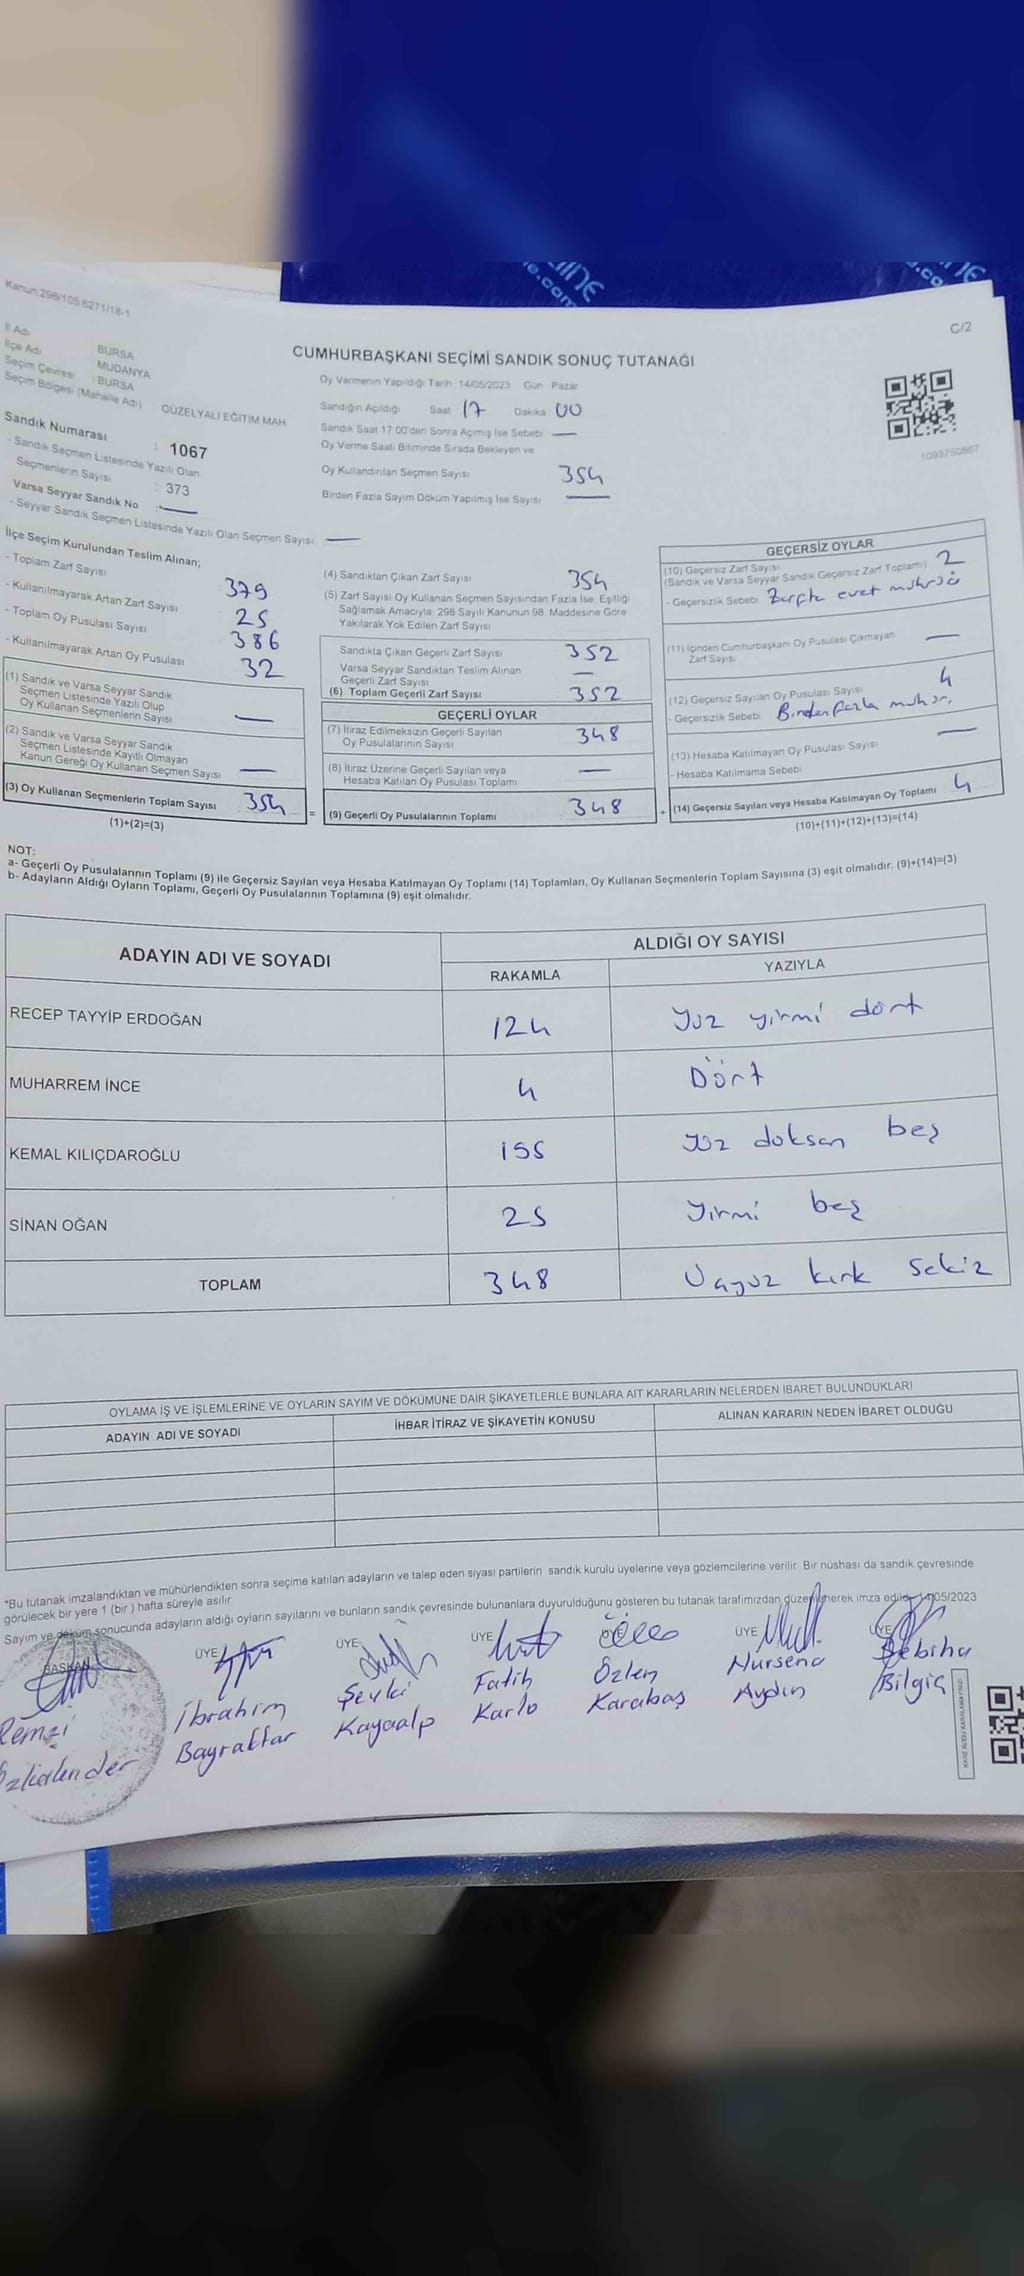 Kanun:298/105,6271/18-1
C/2
İl Adı : BURSA
İlçe Adı : MUDANYA
Seçim Çevresi : BURSA
Seçim Bölgesi (Mahalle Adı) : GÜZELYALI EĞİTİM MAH
CUMHURBAŞKANI SEÇİMİ SANDIK SONUÇ TUTANAĞI
Oy Vermenin Yapıldığı Tarih 14/05/2023 Gün Pazar
Sandığın Açıldığı Saat 17 Dakika 00
Sandık Saat 17:00'den Sonra Açımış İse Sebebi —
Oy Verme Saati Bitiminde Sırada Bekleyen ve
Oy Kullandırılan Seçmen Sayısı 354
Birden Fazla Sayım Döküm Yapılmış İse Sayısı —
1093750867
Sandık Numarası : 1067
- Sandık Seçmen Listesinde Yazılı Olan
Seçmenlerin Sayısı : 373
Varsa Seyyar Sandık No : —
- Seyyar Sandık Seçmen Listesinde Yazılı Olan Seçmen Sayısı —
İlçe Seçim Kurulundan Teslim Alınan;
- Toplam Zarf Sayısı 379
- Kullanılmayarak Artan Zarf Sayısı 25
- Toplam Oy Pusulası Sayısı 386
- Kullanılmayarak Artan Oy Pusulası 32
(1) Sandık ve Varsa Seyyar Sandık
Seçmen Listesinde Yazılı Olup
Oy Kullanan Seçmenlerin Sayısı —
(2) Sandık ve Varsa Seyyar Sandık
Seçmen Listesinde Kayıtlı Olmayan
Kanun Gereği Oy Kullanan Seçmen Sayısı —
(3) Oy Kullanan Seçmenlerin Toplam Sayısı 354
(1)+(2)=(3)
(4) Sandıktan Çıkan Zarf Sayısı 354
(5) Zarf Sayısı Oy Kullanan Seçmen Sayısından Fazla İse, Eşitliği
Sağlamak Amacıyla; 298 Sayılı Kanunun 98. Maddesine Göre
Yakılarak Yok Edilen Zarf Sayısı
Sandıkta Çıkan Geçerli Zarf Sayısı 352
Varsa Seyyar Sandıktan Teslim Alınan
Geçerli Zarf Sayısı —
(6) Toplam Geçerli Zarf Sayısı 352
GEÇERLİ OYLAR
(7) İtiraz Edilmeksizin Geçerli Sayılan
Oy Pusulalarının Sayısı 348
(8) İtiraz Üzerine Geçerli Sayılan veya
Hesaba Katılan Oy Pusulası Toplamı —
= (9) Geçerli Oy Pusulalarının Toplamı 348
GEÇERSİZ OYLAR
(10) Geçersiz Zarf Sayısı
(Sandık ve Varsa Seyyar Sandık Geçersiz Zarf Toplamı) 2
- Geçersizlik Sebebi Zarfta evet mührü
(11) İçinden Cumhurbaşkanı Oy Pusulası Çıkmayan
Zarf Sayısı —
(12) Geçersiz Sayılan Oy Pusulası Sayısı 4
- Geçersizlik Sebebi Birden fazla
(13) Hesaba Katılmayan Oy Pusulası Sayısı —
- Hesaba Katılmama Sebebi
+ (14) Geçersiz Sayılan veya Hesaba Katılmayan Oy Toplamı 4
(10)+(11)+(12)+(13)=(14)
NOT:
a- Geçerli Oy Pusulalarının Toplamı (9) ile Geçersiz Sayılan veya Hesaba Katılmayan Oy Toplamı (14) Toplamları, Oy Kullanan Seçmenlerin Toplam Sayısına (3) eşit olmalıdır. (9)+(14)=(3)
b- Adayların Aldığı Oyların Toplamı, Geçerli Oy Pusulalarının Toplamına (9) eşit olmalıdır.
ADAYIN ADI VE SOYADI
ALDIĞI OY SAYISI
RAKAMLA YAZIYLA
RECEP TAYYİP ERDOĞAN 124 Yüz yirmi dört
MUHARREM İNCE 4 Dört
KEMAL KILIÇDAROĞLU 195 Yüz doksan beş
SİNAN OĞAN 25 Yirmi beş
TOPLAM 348 Üçyüz kırk sekiz
OYLAMA İŞ VE İŞLEMLERİNE VE OYLARIN SAYIM VE DÖKÜMÜNE DAİR ŞİKAYETLERLE BUNLARA AİT KARARLARIN NELERDEN İBARET BULUNDUKLARI
ADAYIN ADI VE SOYADI İHBAR İTİRAZ VE ŞİKAYETİN KONUSU ALINAN KARARIN NEDEN İBARET OLDUĞU
*Bu tutanak imzalandıktan ve mühürlendikten sonra seçime katılan adayların ve talep eden siyasi partilerin sandık kurulu üyelerine veya gözlemcilerine verilir. Bir nüshası da sandık çevresinde
görülecek bir yere 1 (bir) hafta süreyle asılır.
Sayım ve döküm sonucunda adayların aldığı oyların sayılarını ve bunların sandık çevresinde bulunanlara duyurulduğunu gösteren bu tutanak tarafımızdan düzenlenerek imza edildi. 14/05/2023
BAŞKAN ÜYE ÜYE ÜYE ÜYE ÜYE ÜYE
Remzi İbrahim Şevki Fatih Özlem Nursena Sebiha
Bayraktar Kayaalp Karlo Karabaş Aydın Bilgiç